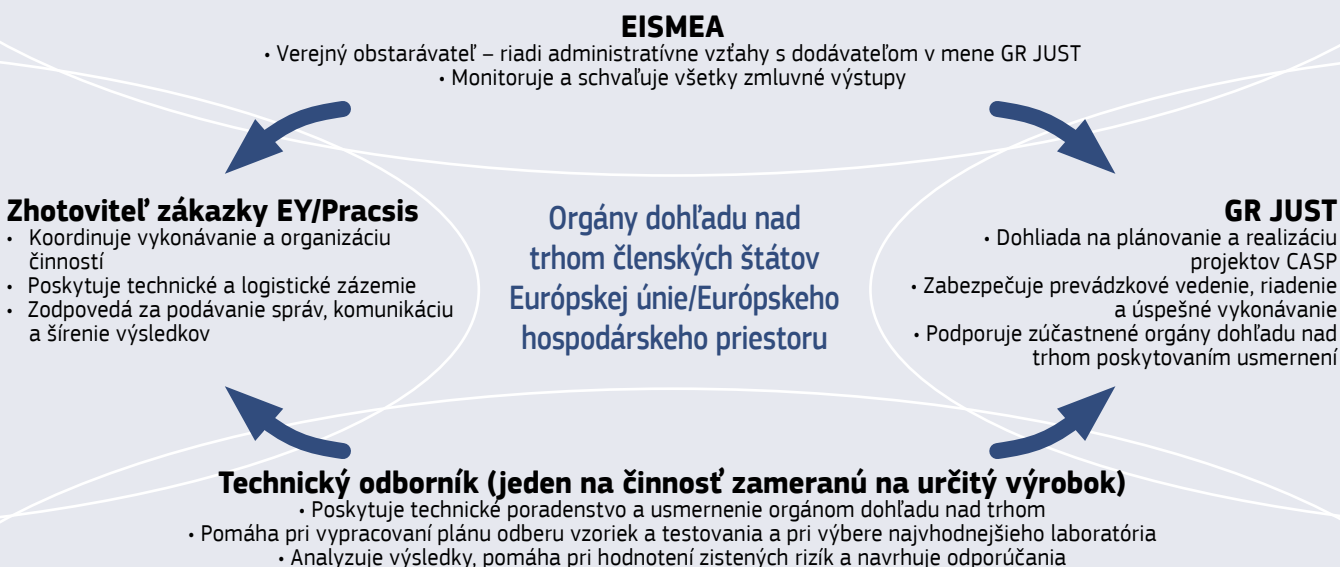 EISMEA
• Verejný obstarávateľ – riadi administratívne vzťahy s dodávateľom v mene GR JUST
• Monitoruje a schvaľuje všetky zmluvné výstupy
Zhotoviteľ zákazky EY/Pracsis
• Koordinuje vykonávanie a organizáciu
činností
• Poskytuje technické a logistické zázemie
• Zodpovedá za podávanie správ, komunikáciu
a šírenie výsledkov
Orgány dohľadu nad
trhom členských štátov
Európskej únie/Európskeho
hospodárskeho priestoru
GR JUST
• Dohliada na plánovanie a realizáciu
projektov CASP
• Zabezpečuje prevádzkové vedenie, riadenie
a úspešné vykonávanie
• Podporuje zúčastnené orgány dohľadu nad
trhom poskytovaním usmernení
Technický odborník (jeden na činnosť zameranú na určitý výrobok)
• Poskytuje technické poradenstvo a usmernenie orgánom dohľadu nad trhom
• Pomáha pri vypracovaní plánu odberu vzoriek a testovania a pri výbere najvhodnejšieho laboratória
• Analyzuje výsledky, pomáha pri hodnotení zistených rizík a navrhuje odporúčania